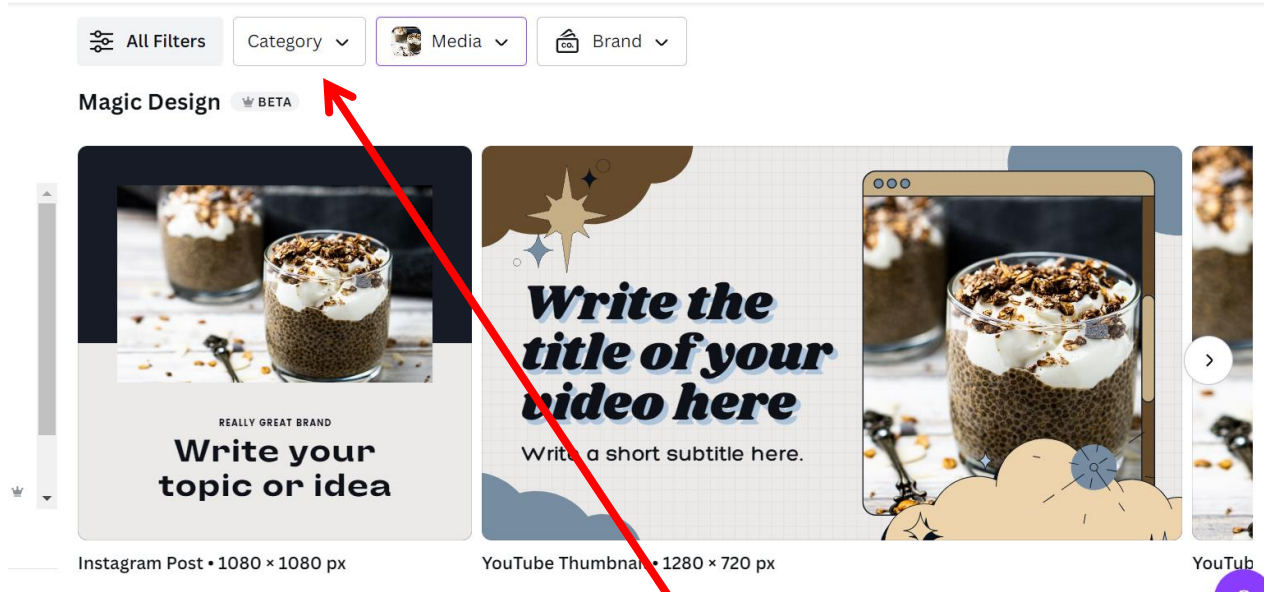 All Filters
Category
Media
CO.
Brand
Magic Design
BETA
REALLY GREAT BRAND
Write your
topic or idea
Write the
title of your
video here
Write a short subtitle here.
Instagram Post • 1080 × 1080 px
YouTube Thumbnail • 1280 × 720 px
YouTub